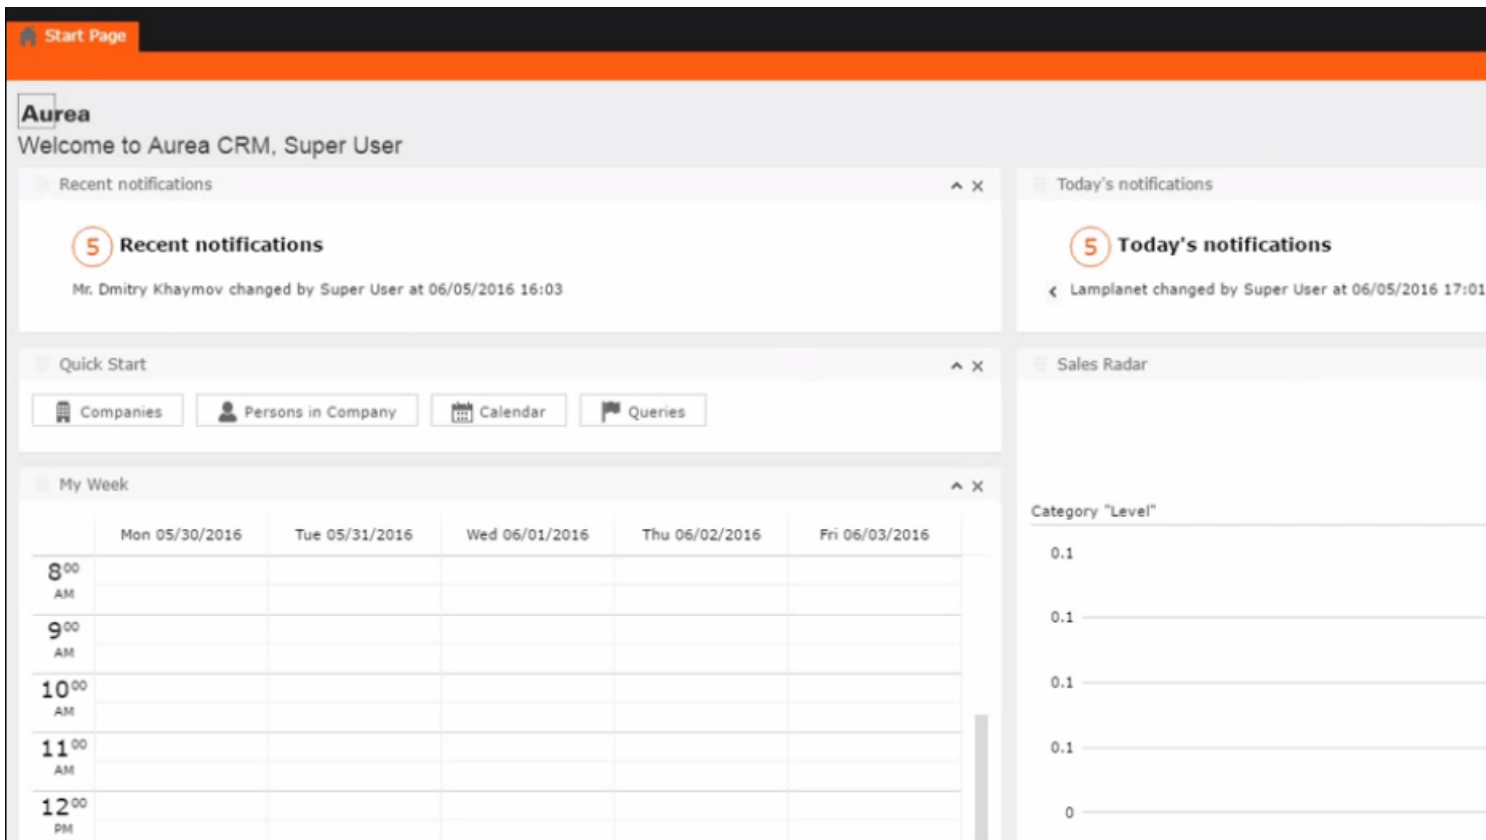 Start Page
Aurea
Welcome to Aurea CRM, Super User
Recent notifications
5 Recent notifications
Mr. Dmitry Khaymov changed by Super User at 06/05/2016 16:03
Today's notifications
5 Today's notifications
Lamplanet changed by Super User at 06/05/2016 17:01
Quick Start
Companies Persons in Company Calendar Queries
My Week
Mon 05/30/2016 Tue 05/31/2016 Wed 06/01/2016 Thu 06/02/2016 Fri 06/03/2016
8 00
AM
9 00
AM
10 00
AM
11 00
AM
12 00
PM
Sales Radar
Category "Level"
0.1
0.1
0.1
0.1
0